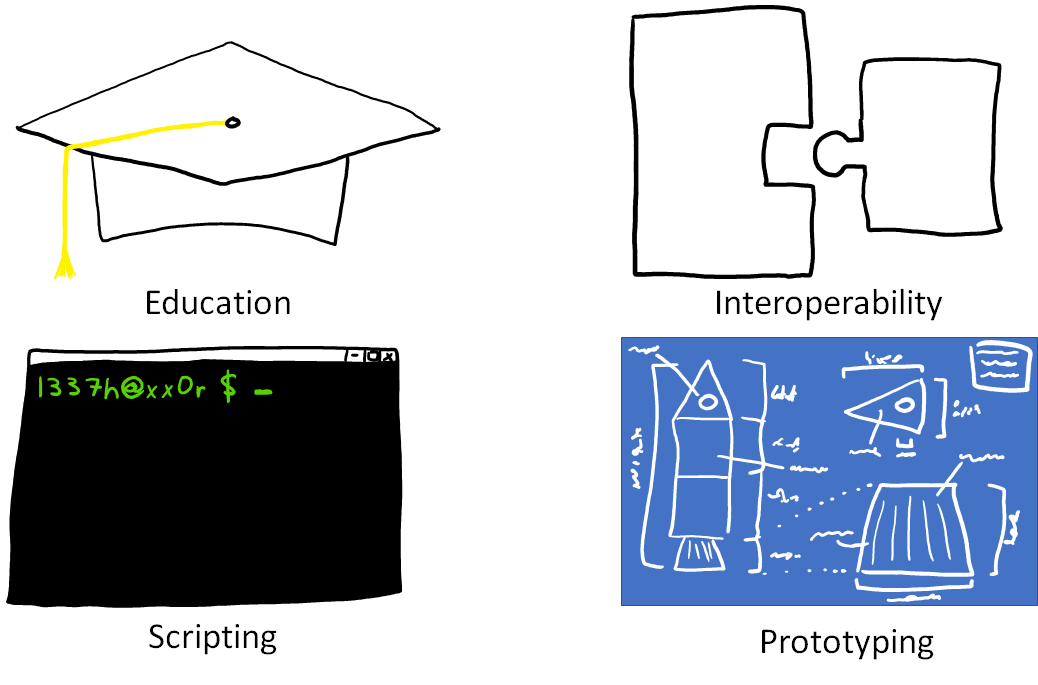 Education
Interoperability
1337h@xx0r $ -
Scripting
Prototyping